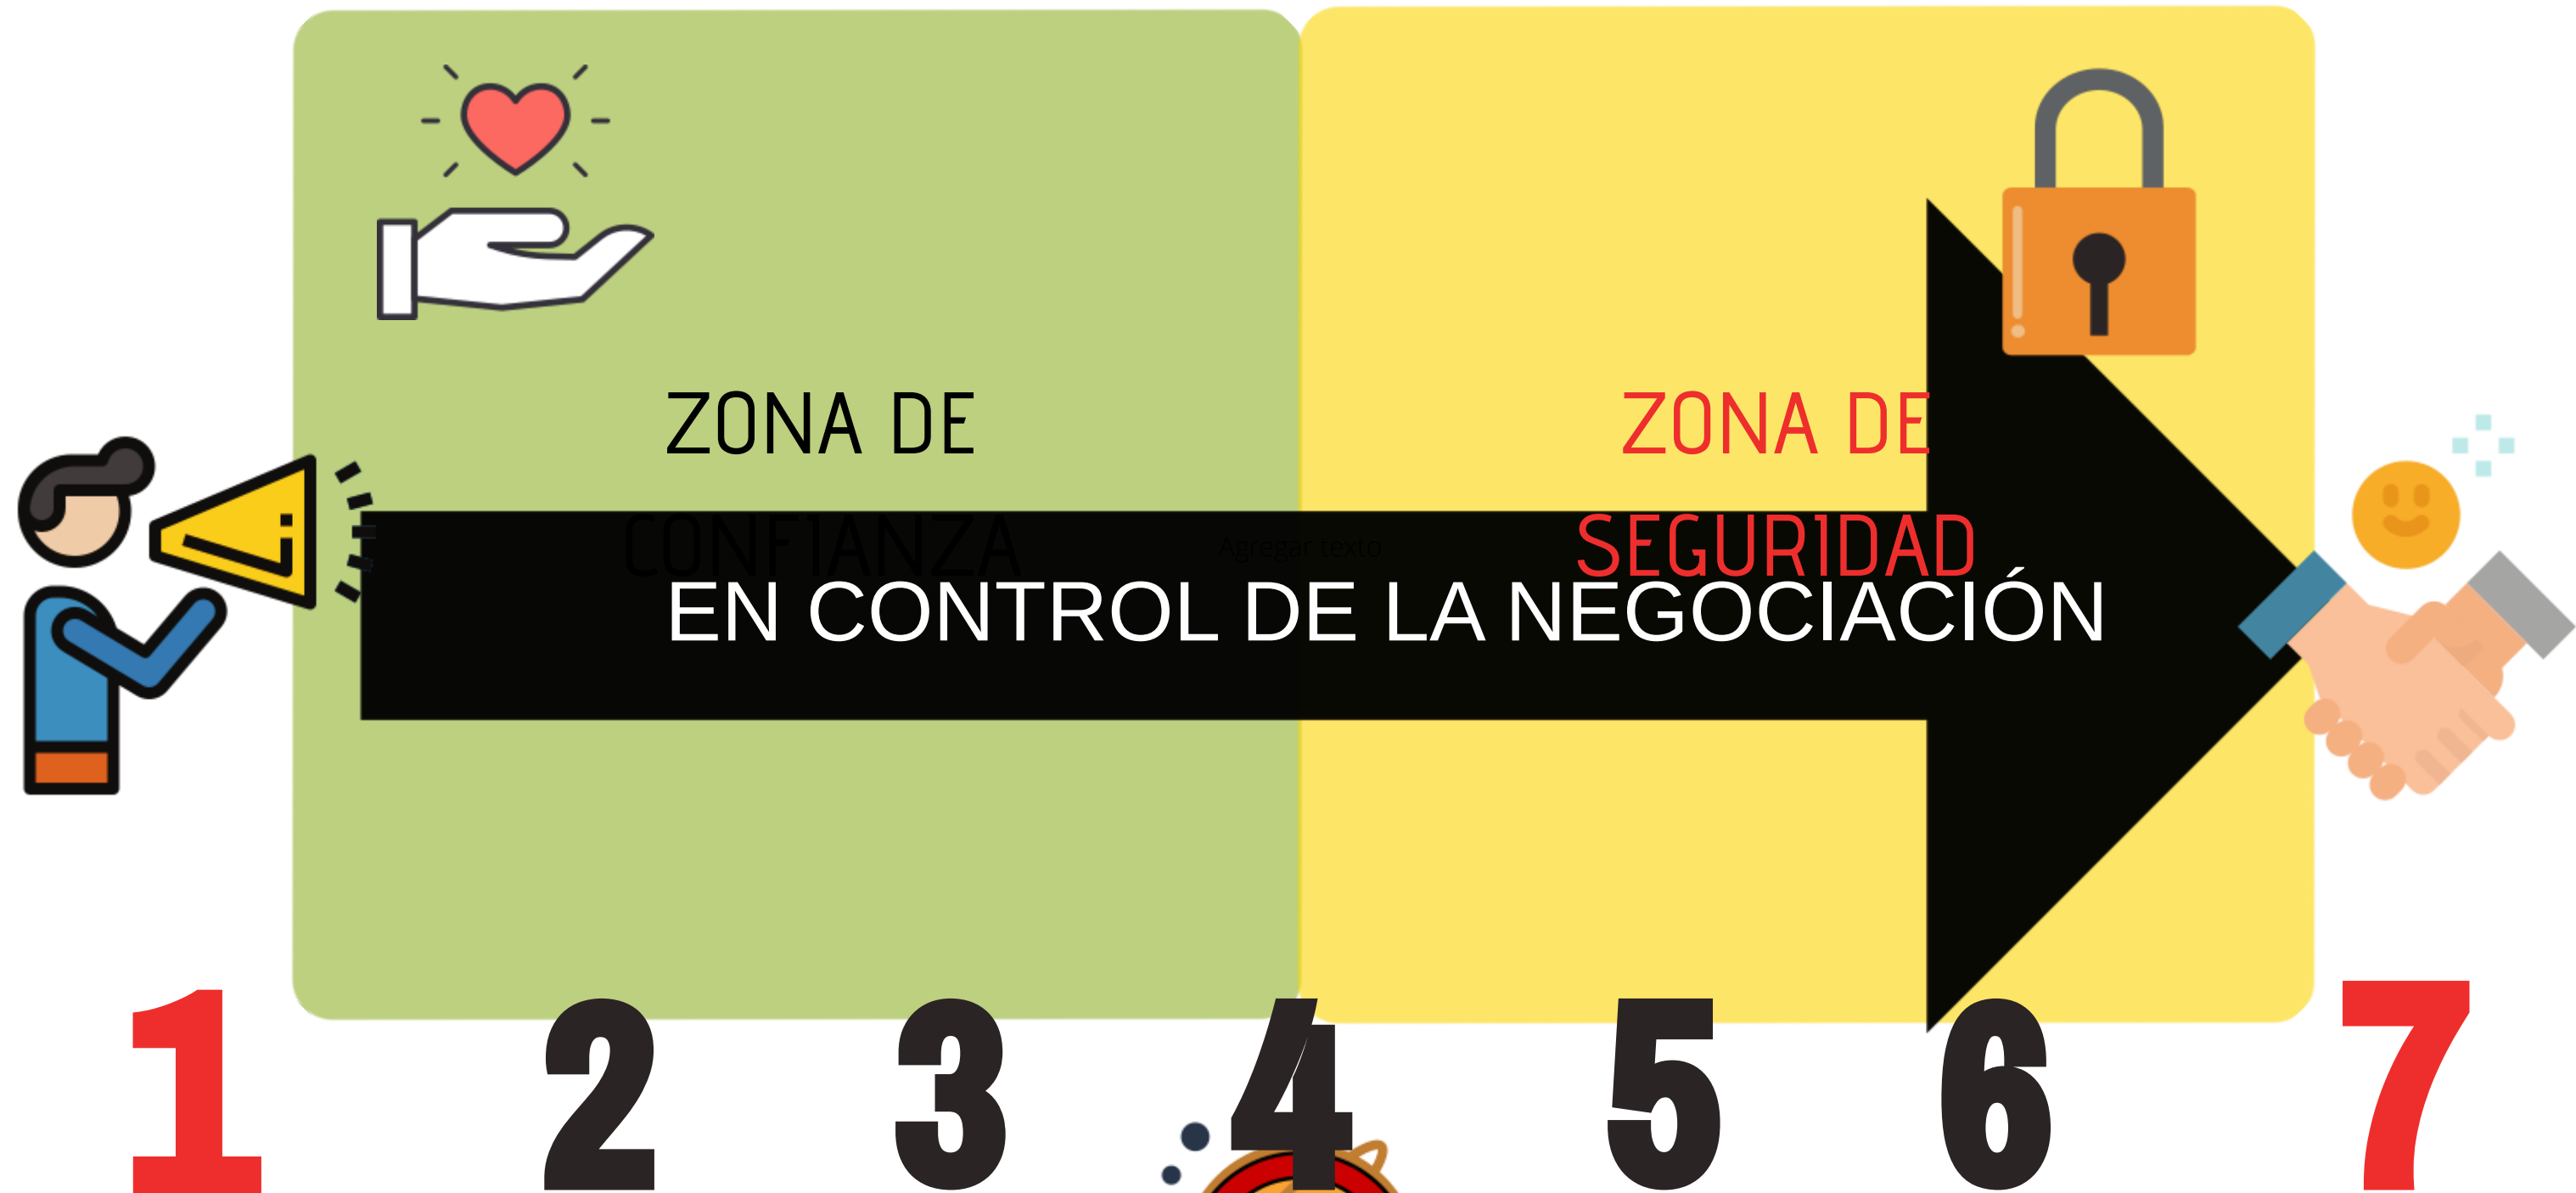 ZONA DE
CONFIANZA
ZONA DE
SEGURIDAD
Agregar texto
EN CONTROL DE LA NEGOCIACIÓN
1 2 3 4 5 6 7